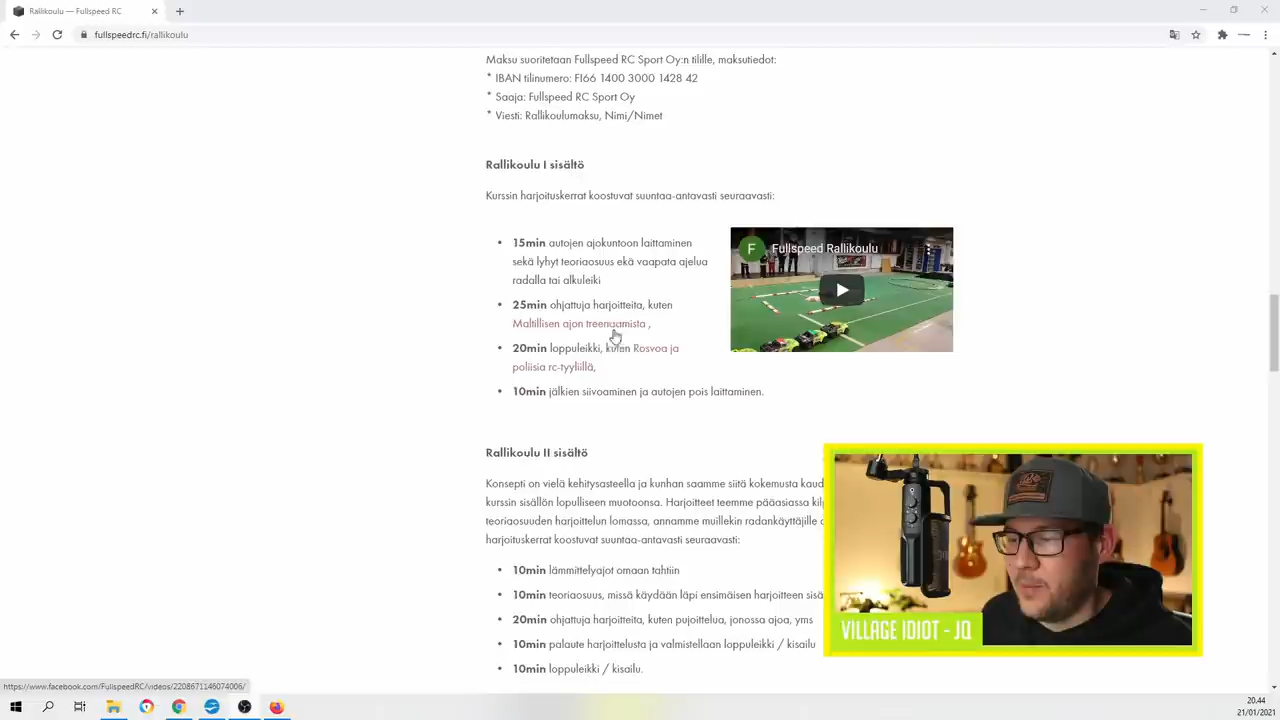 Rallikoulu — Fullspeed RC
fullspeedrc.fi/rallikoulu
Maksu suoritetaan Fullspeed RC Sport Oy:n tilille, maksutiedot:
* IBAN tilinumero: FI66 1400 3000 1428 42
* Saaja: Fullspeed RC Sport Oy
* Viesti: Rallikoulumaksu, Nimi/Nimet
Rallikoulu I sisältö
Kurssin harjoituskerrat koostuvat suuntaa-antavasti seuraavasti:
• 15min autojen ajokuntoon laittaminen
sekä lyhyt teoriaosuus ekä vaapata ajelua
radalla tai alkuleiki
• 25min ohjattuja harjoitteita, kuten
Maltillisen ajon treenaamista ,
• 20min loppuleikki, kuten Rosvoa ja
poliisia rc-tyyliillä,
• 10min jälkien siivoaminen ja autojen pois laittaminen.
F Fullspeed Rallikoulu
Rallikoulu II sisältö
Konsepti on vielä kehitysasteella ja kunhan saamme siitä kokemusta kaud
kurssin sisällön lopulliseen muotoonsa. Harjoitteet teemme pääasiassa kilp
teoriaosuuden harjoittelun lomassa, annamme muillekin radankäyttäjille
harjoituskerrat koostuvat suuntaa-antavasti seuraavasti:
• 10min lämmittelyajot omaan tahtiin
• 10min teoriaosuus, missä käydään läpi ensimäisen harjoitteen sisä
• 20min ohjattuja harjoiteita, kuten pujoittelua, jonossa ajoa, yms
• 10min palaute harjoittelusta ja valmistellaan loppuleikki / kisailu
• 10min loppuleikki / kisailu.
VILLAGE IDIOT - JQ
https://www.facebook.com/FullspeedRC/videos/2208671146074006/
20.44
21/01/2021